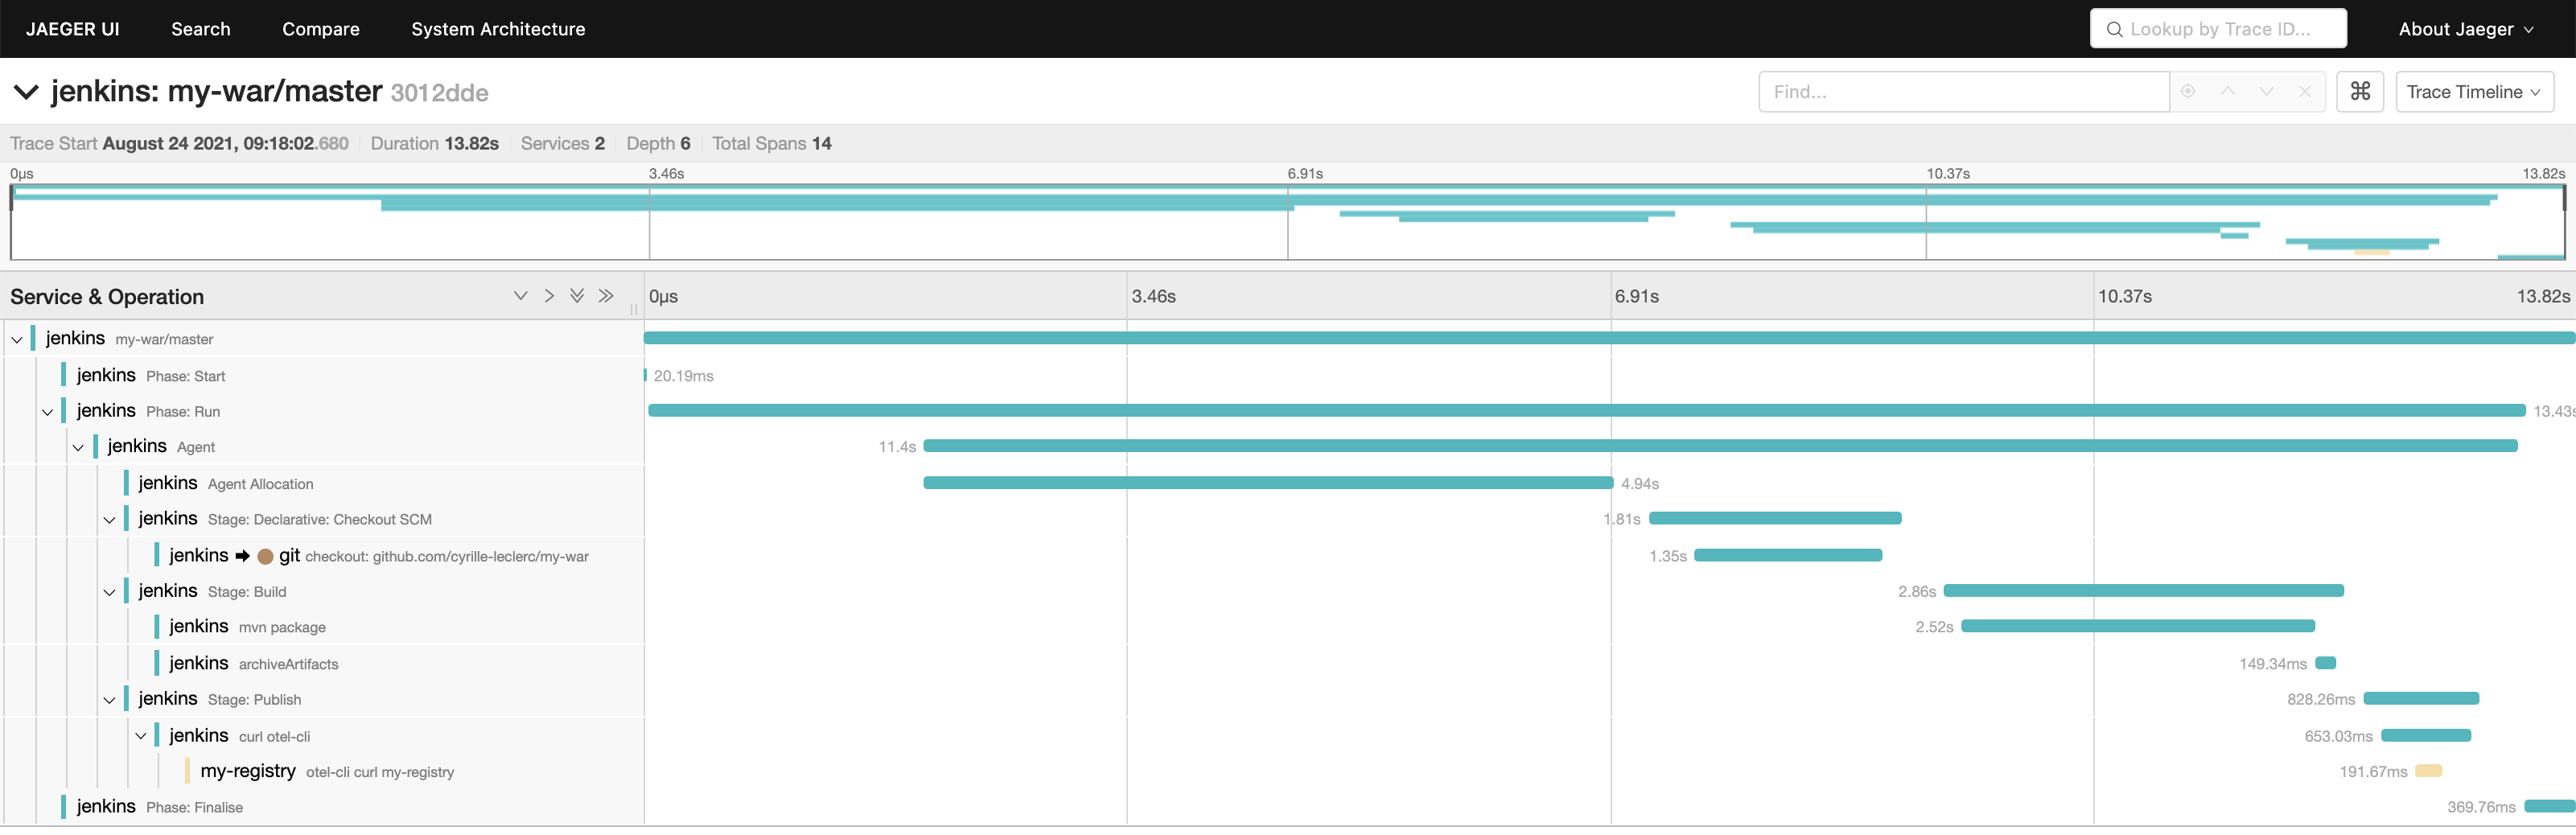 JAEGER UI Search Compare System Architecture Lookup by Trace ID... About Jaeger
jenkins: my-war/master 3012dde Find... ⌘ Trace Timeline
Trace Start August 24 2021, 09:18:02.680 Duration 13.82s Services 2 Depth 6 Total Spans 14
0μs 3.46s 6.91s 10.37s 13.82s
Service & Operation 0μs 3.46s 6.91s 10.37s 13.82s
jenkins my-war/master
jenkins Phase: Start 20.19ms
jenkins Phase: Run 13.43s
jenkins Agent 11.4s
jenkins Agent Allocation 4.94s
jenkins Stage: Declarative: Checkout SCM 1.81s
jenkins ➡ git checkout: github.com/cyrille-leclerc/my-war 1.35s
jenkins Stage: Build 2.86s
jenkins mvn package 2.52s
jenkins archiveArtifacts 149.34ms
jenkins Stage: Publish 828.26ms
jenkins curl otel-cli 653.03ms
my-registry otel-cli curl my-registry 191.67ms
jenkins Phase: Finalise 369.76ms